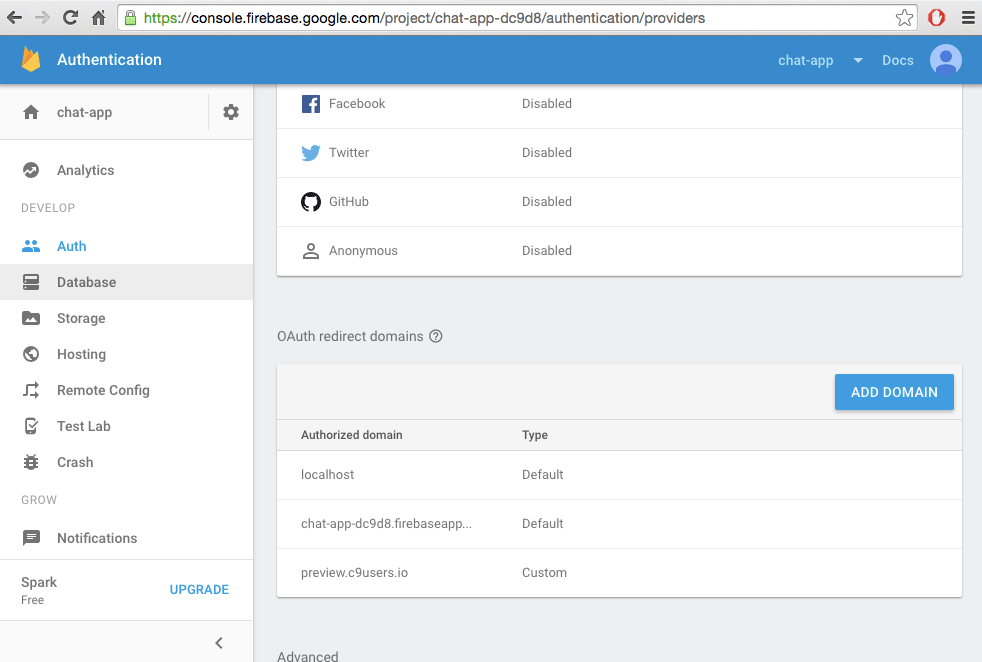 https://console.firebase.google.com/project/chat-app-dc9d8/authentication/providers
Authentication
chat-app
Docs
chat-app
Analytics
DEVELOP
Auth
Database
Storage
Hosting
Remote Config
Test Lab
Crash
GROW
Notifications
Spark
Free
UPGRADE
Facebook Disabled
Twitter Disabled
GitHub Disabled
Anonymous Disabled
OAuth redirect domains
ADD DOMAIN
Authorized domain Type
localhost Default
chat-app-dc9d8.firebaseapp... Default
preview.c9users.io Custom
Advanced